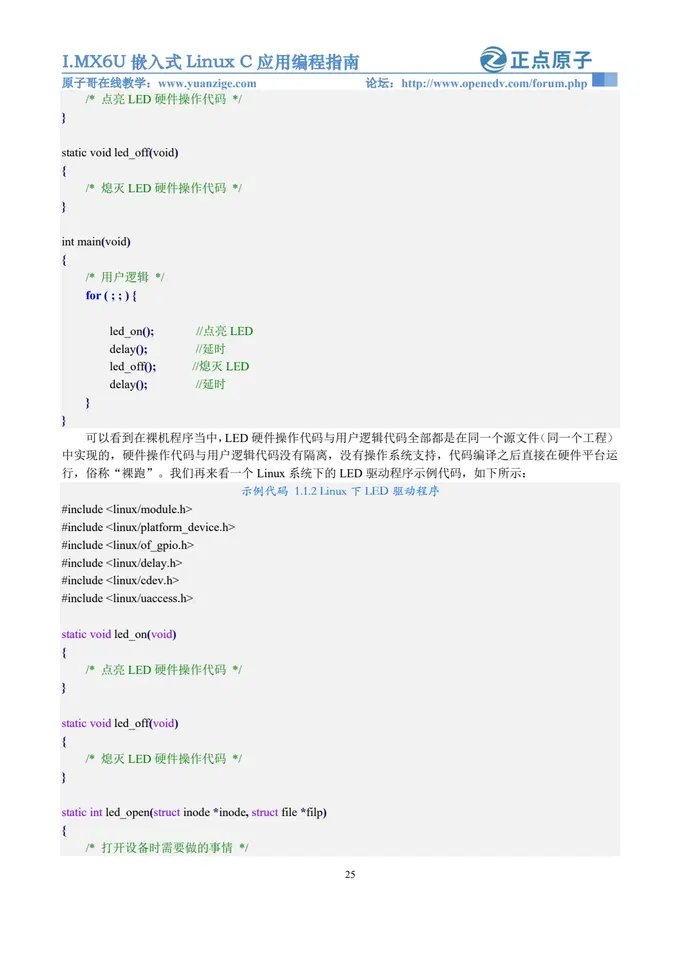 I.MX6U 嵌入式 Linux C 应用编程指南
正点原子
原子哥在线教学：www.yuanzige.com 论坛：http://www.openedv.com/forum.php
/* 点亮 LED 硬件操作代码 */
}
static void led_off(void)
{
/* 熄灭 LED 硬件操作代码 */
}
int main(void)
{
/* 用户逻辑 */
for ( ; ; ) {
led_on(); //点亮 LED
delay(); //延时
led_off(); //熄灭 LED
delay(); //延时
}
}
可以看到在裸机程序当中，LED 硬件操作代码与用户逻辑代码全部都是在同一个源文件（同一个工程）
中实现的，硬件操作代码与用户逻辑代码没有隔离，没有操作系统支持，代码编译之后直接在硬件平台运
行，俗称“裸跑”。我们再来看一个 Linux 系统下的 LED 驱动程序示例代码，如下所示：
示例代码 1.1.2 Linux 下 LED 驱动程序
#include <linux/module.h>
#include <linux/platform_device.h>
#include <linux/of_gpio.h>
#include <linux/delay.h>
#include <linux/cdev.h>
#include <linux/uaccess.h>
static void led_on(void)
{
/* 点亮 LED 硬件操作代码 */
}
static void led_off(void)
{
/* 熄灭 LED 硬件操作代码 */
}
static int led_open(struct inode *inode, struct file *filp)
{
/* 打开设备时需要做的事情 */
25